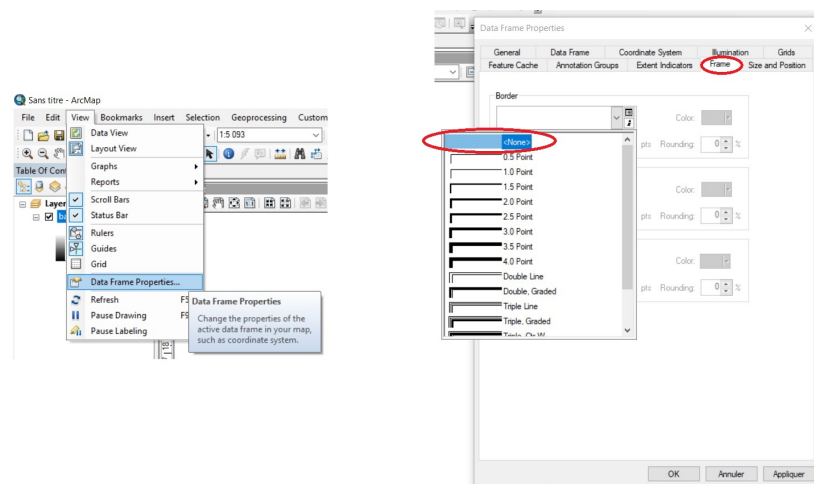 Sans titre - ArcMap
File Edit View Bookmarks Insert Selection Geoprocessing Custom
Data View
1:5 093
Layout View
Table Of Con
Graphs
Reports
Layer
Scroll Bars
ba
Status Bar
Rulers
Guides
Grid
Data Frame Properties...
Refresh F5
Pause Drawing F9
Pause Labeling
Data Frame Properties
Change the properties of the
active data frame in your map,
such as coordinate system.
Data Frame Properties
General Data Frame Coordinate System Illumination Grids
Feature Cache Annotation Groups Extent Indicators Frame Size and Position
Border
Color:
<None>
pts Rounding: 0 %
0.5 Point
1.0 Point
1.5 Point
Color:
2.0 Point
2.5 Point
pts Rounding: 0 %
3.0 Point
3.5 Point
4.0 Point
Color:
Double Line
Double, Graded
pts Rounding: 0 %
Triple Line
Triple, Graded
OK Annuler Appliquer